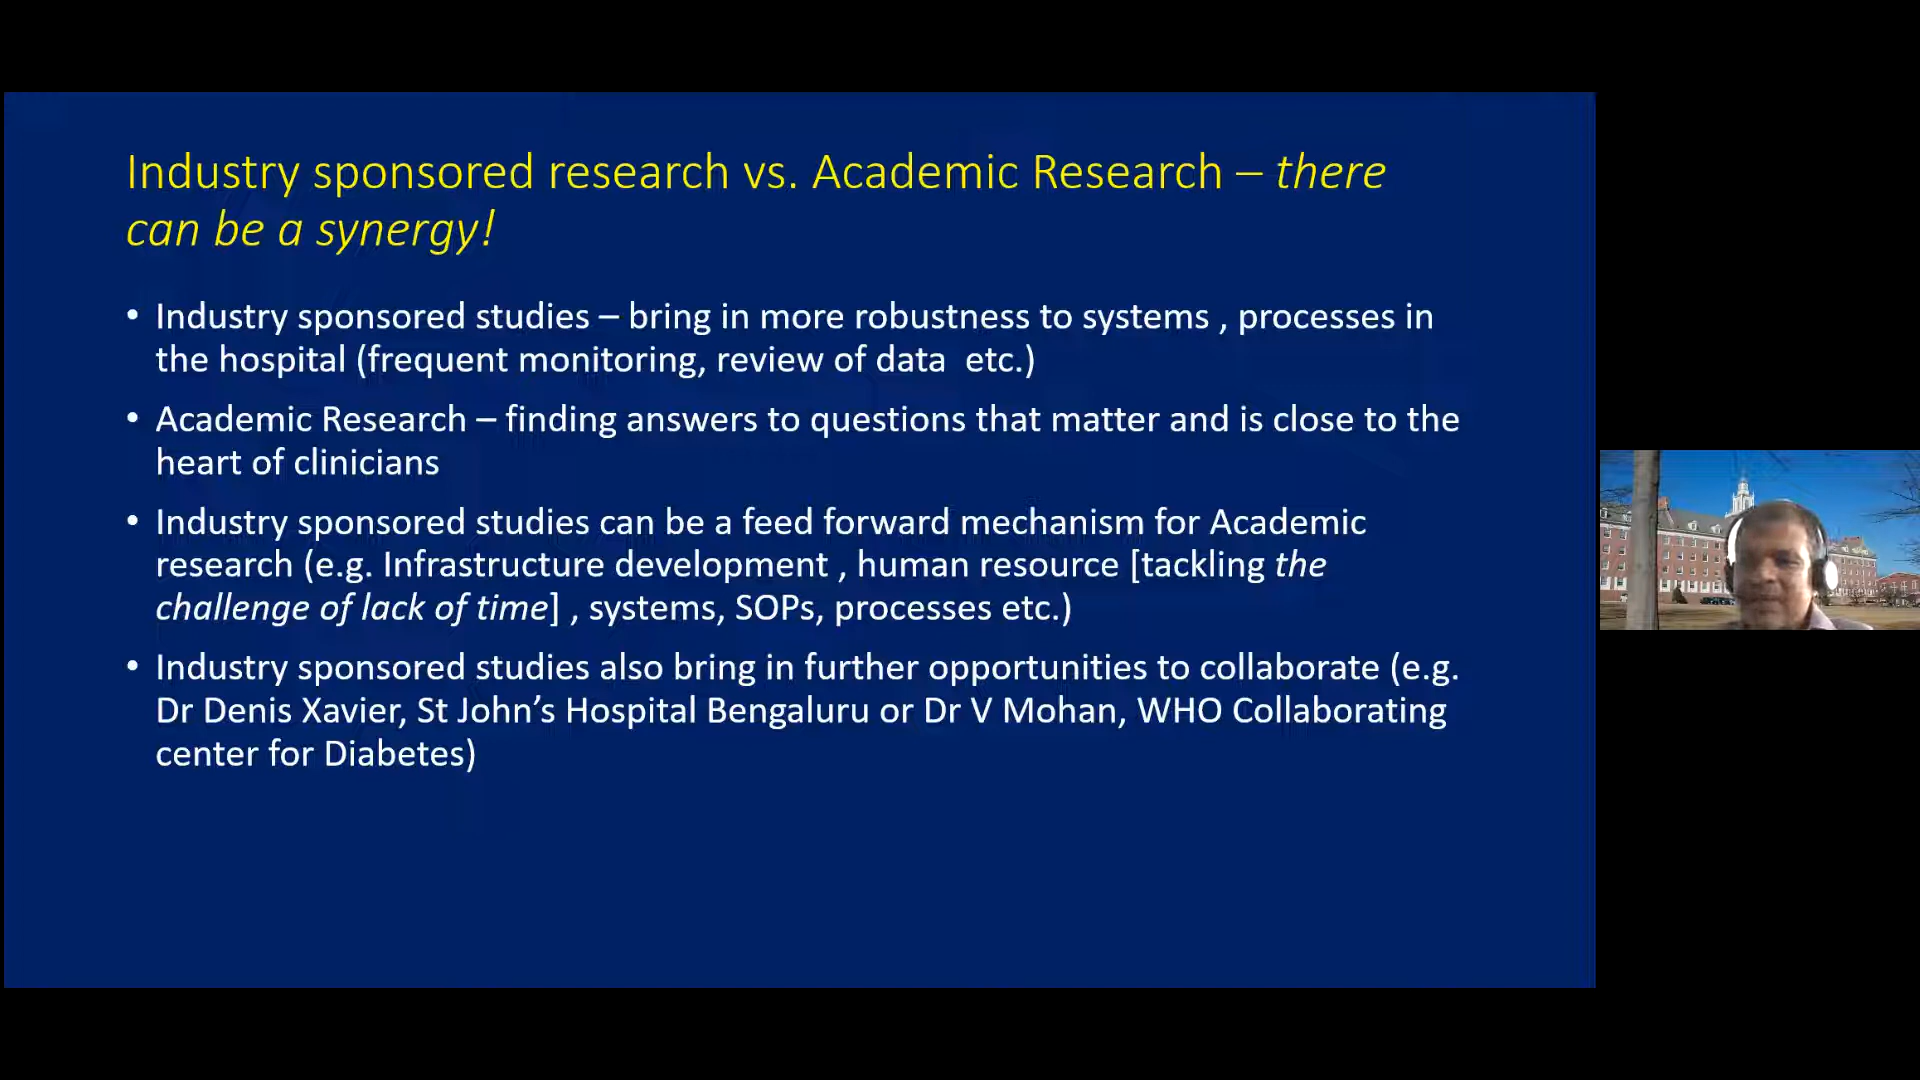 Industry sponsored research vs. Academic Research – there
can be a synergy!
• Industry sponsored studies – bring in more robustness to systems , processes in
the hospital (frequent monitoring, review of data  etc.)
• Academic Research – finding answers to questions that matter and is close to the
heart of clinicians
• Industry sponsored studies can be a feed forward mechanism for Academic
research (e.g. Infrastructure development , human resource [tackling the
challenge of lack of time] , systems, SOPs, processes etc.)
• Industry sponsored studies also bring in further opportunities to collaborate (e.g.
Dr Denis Xavier, St John’s Hospital Bengaluru or Dr V Mohan, WHO Collaborating
center for Diabetes)